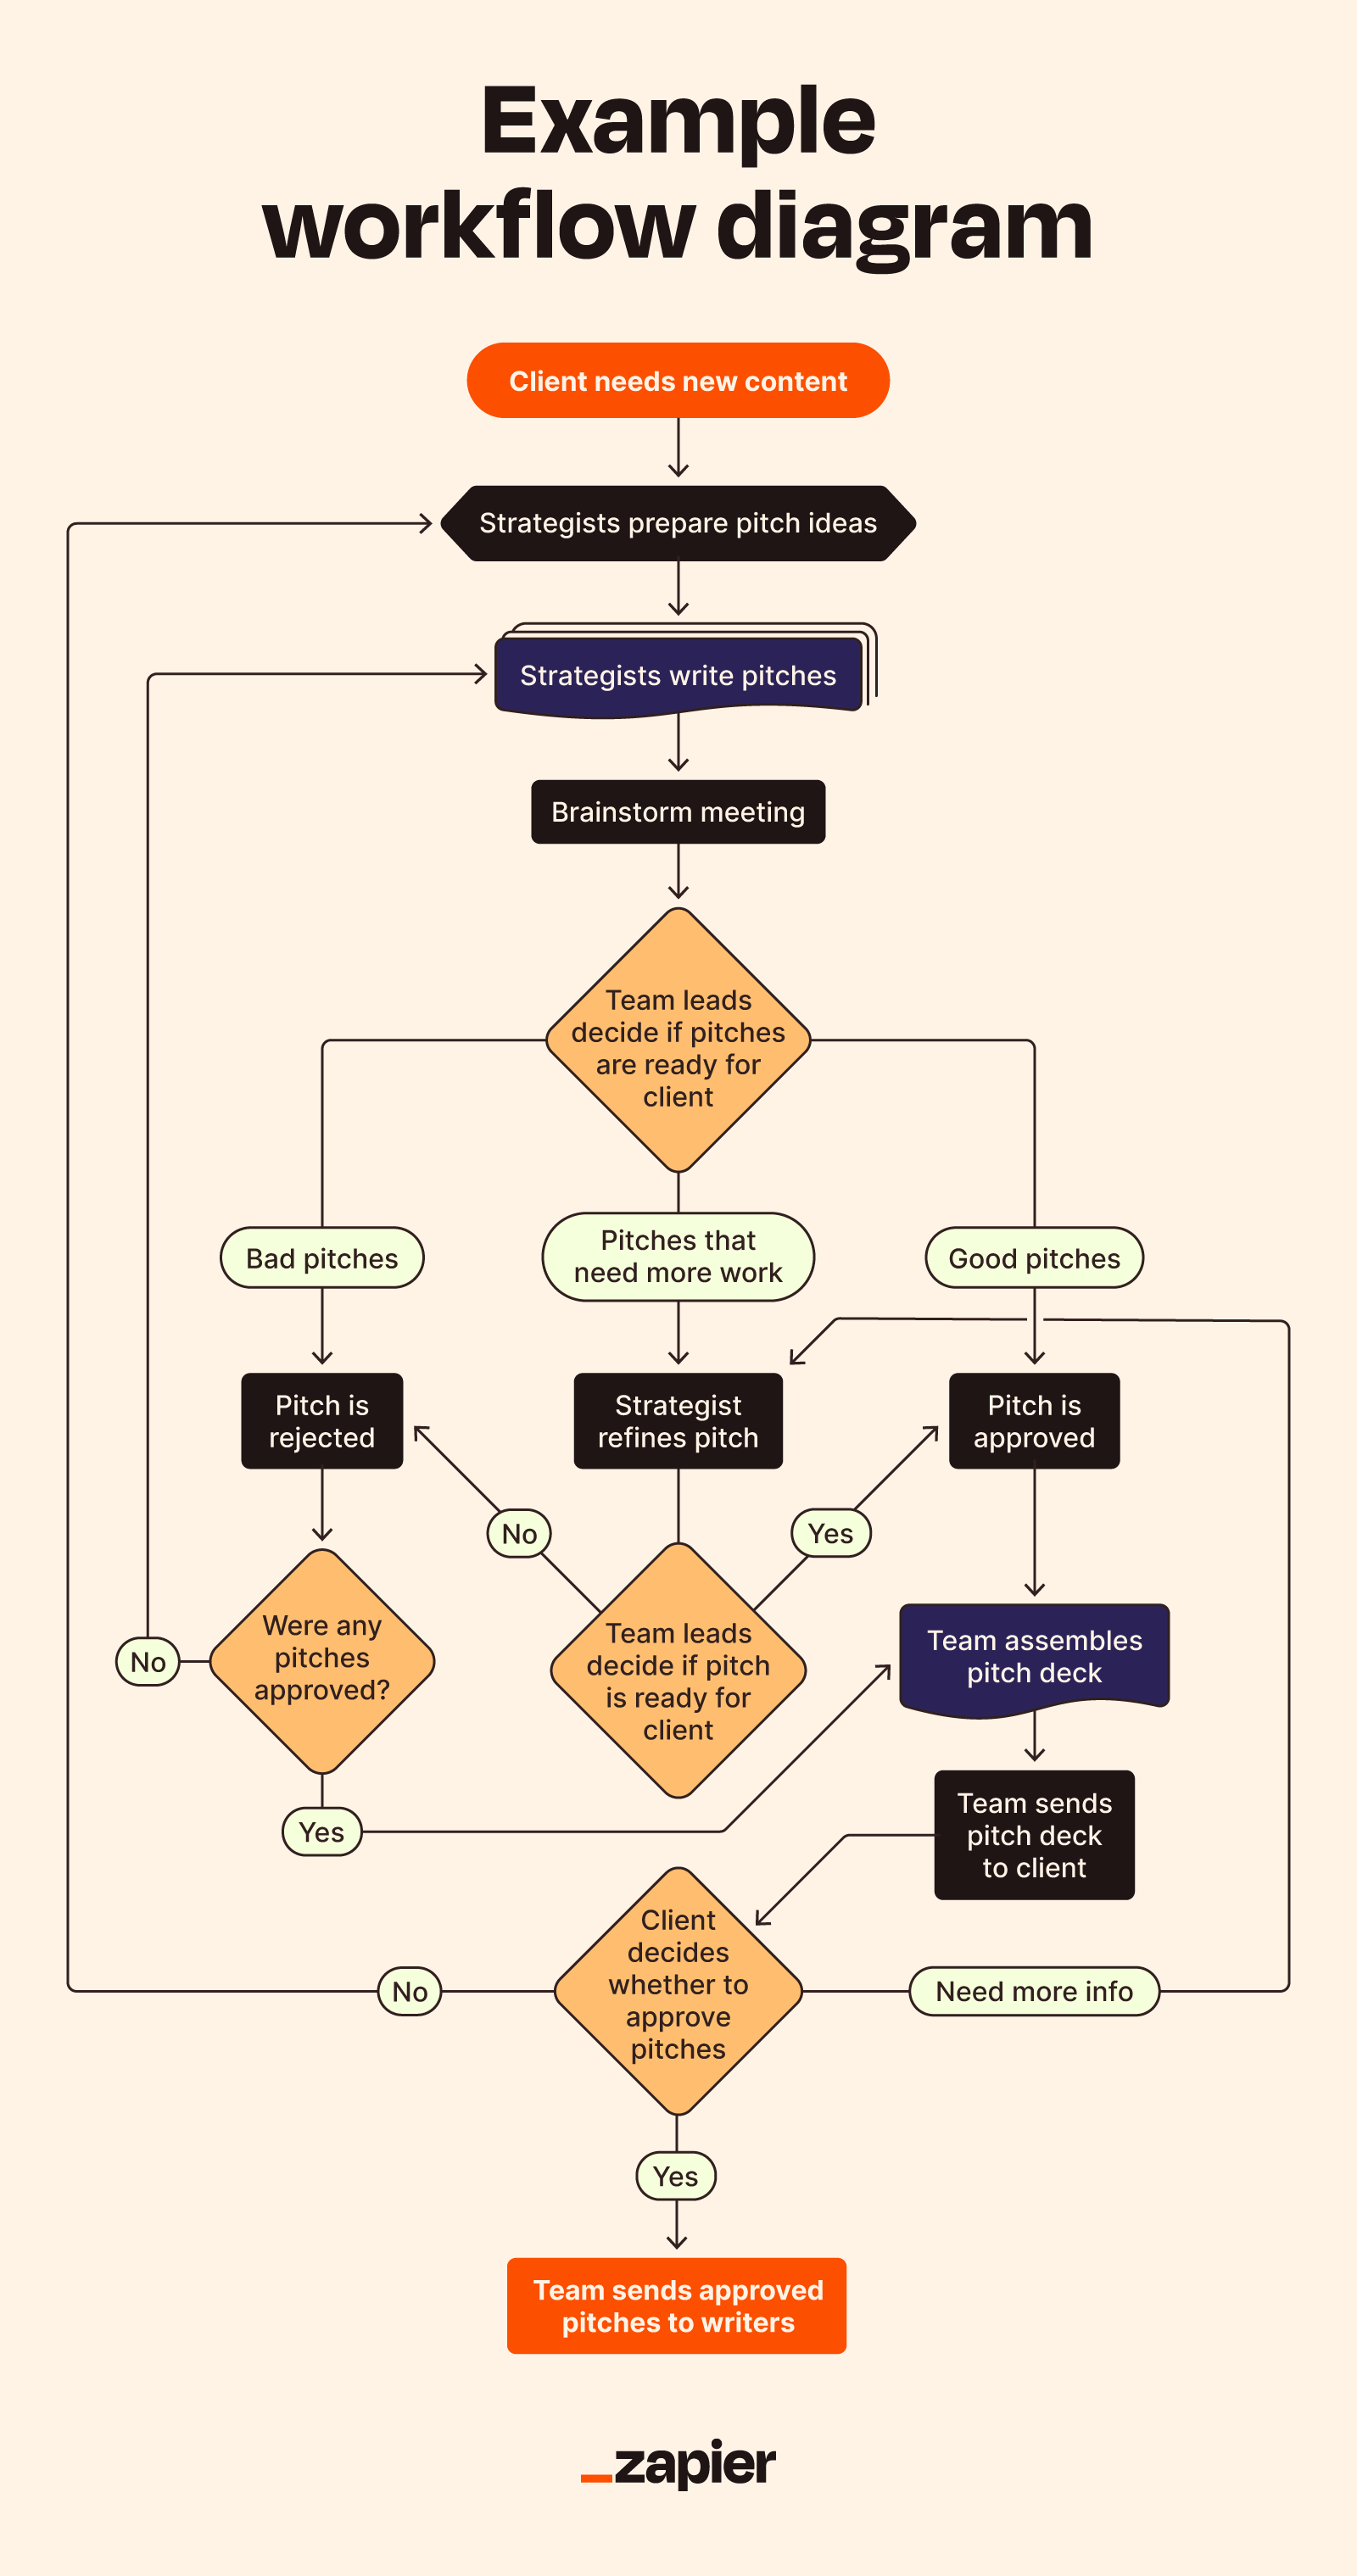 Example
workflow diagram
Client needs new content
Strategists prepare pitch ideas
Strategists write pitches
Brainstorm meeting
Team leads
decide if pitches
are ready for
client
Bad pitches
Pitches that
need more work
Good pitches
Pitch is
rejected
Strategist
refines pitch
Pitch is
approved
No
Yes
Were any
pitches
approved?
No
Team leads
decide if pitch
is ready for
client
Team assembles
pitch deck
Yes
Team sends
pitch deck
to client
Client
decides
whether to
approve
pitches
No
Need more info
Yes
Team sends approved
pitches to writers
zapier